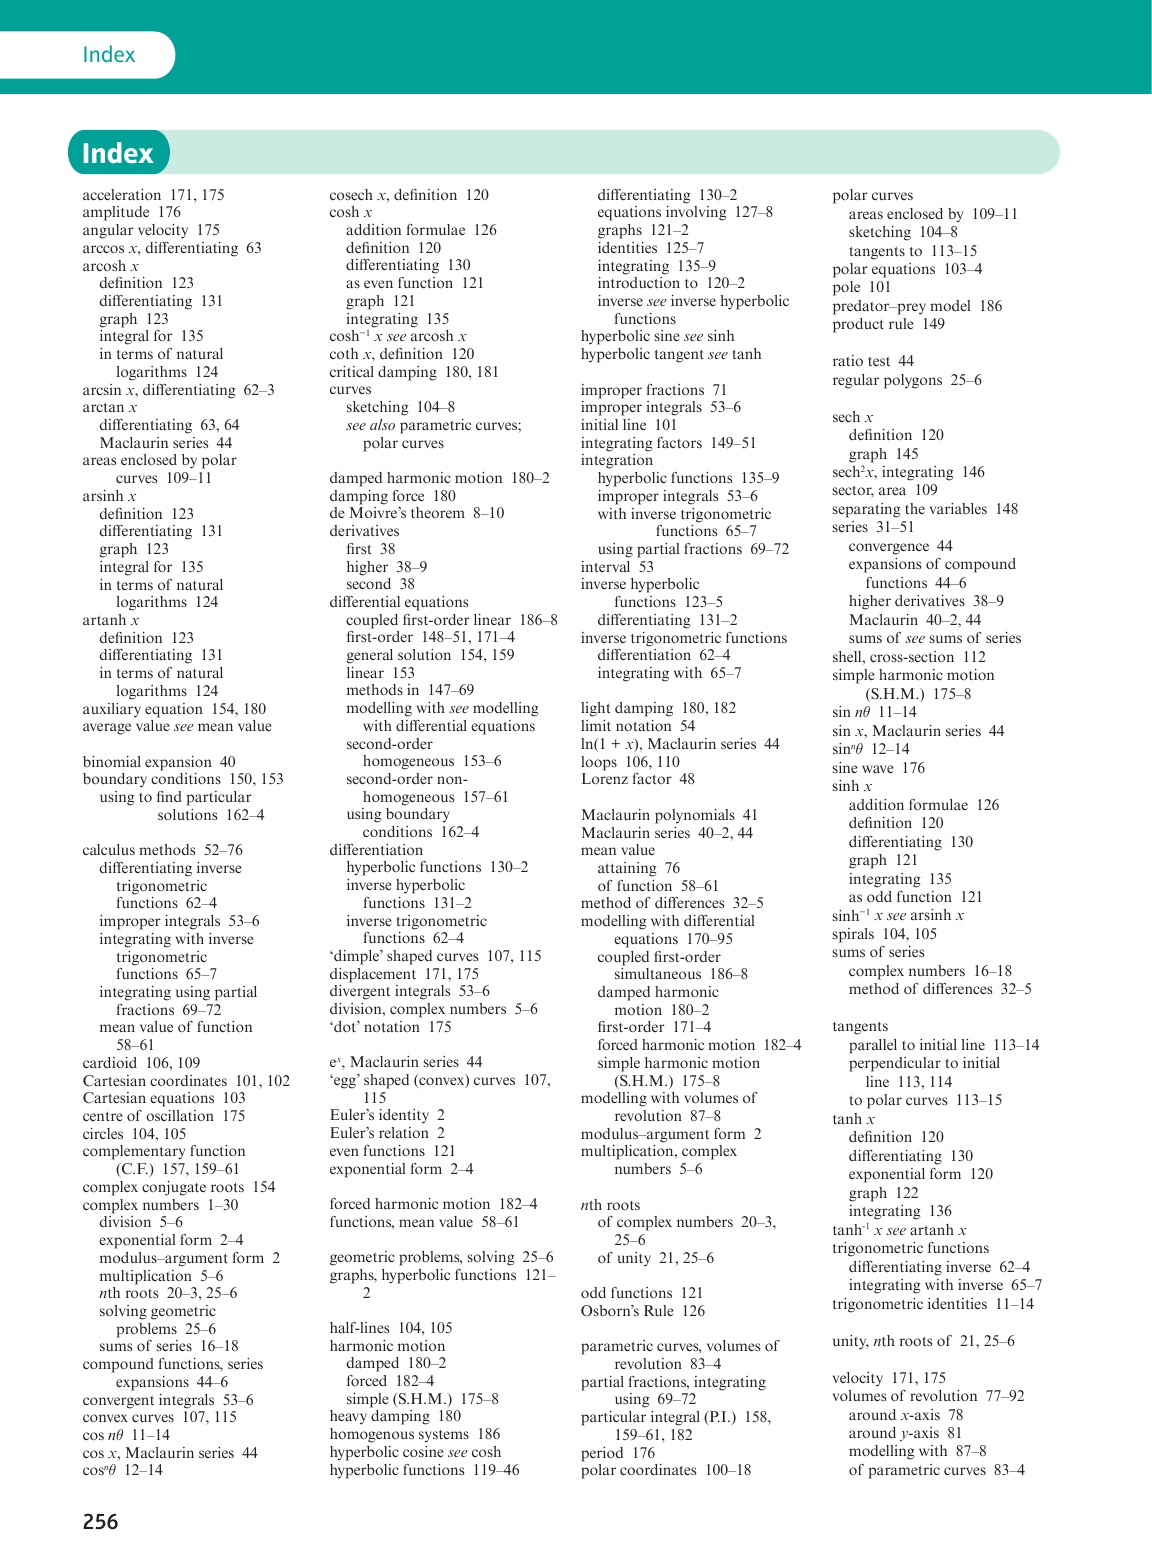 Index
Index
acceleration 171, 175
amplitude 176
angular velocity 175
arccos x, differentiating 63
arcosh x
definition 123
differentiating 131
graph 123
integral for 135
in terms of natural
logarithms 124
arcsin x, differentiating 62–3
arctan x
differentiating 63, 64
Maclaurin series 44
areas enclosed by polar
curves 109–11
arsinh x
definition 123
differentiating 131
graph 123
integral for 135
in terms of natural
logarithms 124
artanh x
definition 123
differentiating 131
in terms of natural
logarithms 124
auxiliary equation 154, 180
average value see mean value
binomial expansion 40
boundary conditions 150, 153
using to find particular
solutions 162–4
calculus methods 52–76
differentiating inverse
trigonometric
functions 62–4
improper integrals 53–6
integrating with inverse
trigonometric
functions 65–7
integrating using partial
fractions 69–72
mean value of function
58–61
cardioid 106, 109
Cartesian coordinates 101, 102
Cartesian equations 103
centre of oscillation 175
circles 104, 105
complementary function
(C.F.) 157, 159–61
complex conjugate roots 154
complex numbers 1–30
division 5–6
exponential form 2–4
modulus–argument form 2
multiplication 5–6
nth roots 20–3, 25–6
solving geometric
problems 25–6
sums of series 16–18
compound functions, series
expansions 44–6
convergent integrals 53–6
convex curves 107, 115
cos nθ 11–14
cos x, Maclaurin series 44
cosⁿθ 12–14
cosech x, definition 120
cosh x
addition formulae 126
definition 120
differentiating 130
as even function 121
graph 121
integrating 135
cosh⁻¹ x see arcosh x
coth x, definition 120
critical damping 180, 181
curves
sketching 104–8
see also parametric curves;
polar curves
damped harmonic motion 180–2
damping force 180
de Moivre’s theorem 8–10
derivatives
first 38
higher 38–9
second 38
differential equations
coupled first-order linear 186–8
first-order 148–51, 171–4
general solution 154, 159
linear 153
methods in 147–69
modelling with see modelling
with differential equations
second-order
homogeneous 153–6
second-order non-
homogeneous 157–61
using boundary
conditions 162–4
differentiation
hyperbolic functions 130–2
inverse hyperbolic
functions 131–2
inverse trigonometric
functions 62–4
‘dimple’ shaped curves 107, 115
displacement 171, 175
divergent integrals 53–6
division, complex numbers 5–6
‘dot’ notation 175
eˣ, Maclaurin series 44
‘egg’ shaped (convex) curves 107,
115
Euler’s identity 2
Euler’s relation 2
even functions 121
exponential form 2–4
forced harmonic motion 182–4
functions, mean value 58–61
geometric problems, solving 25–6
graphs, hyperbolic functions 121–
2
half-lines 104, 105
harmonic motion
damped 180–2
forced 182–4
simple (S.H.M.) 175–8
heavy damping 180
homogenous systems 186
hyperbolic cosine see cosh
hyperbolic functions 119–46
differentiating 130–2
equations involving 127–8
graphs 121–2
identities 125–7
integrating 135–9
introduction to 120–2
inverse see inverse hyperbolic
functions
hyperbolic sine see sinh
hyperbolic tangent see tanh
improper fractions 71
improper integrals 53–6
initial line 101
integrating factors 149–51
integration
hyperbolic functions 135–9
improper integrals 53–6
with inverse trigonometric
functions 65–7
using partial fractions 69–72
interval 53
inverse hyperbolic
functions 123–5
differentiating 131–2
inverse trigonometric functions
differentiation 62–4
integrating with 65–7
light damping 180, 182
limit notation 54
ln(1 + x), Maclaurin series 44
loops 106, 110
Lorenz factor 48
Maclaurin polynomials 41
Maclaurin series 40–2, 44
mean value
attaining 76
of function 58–61
method of differences 32–5
modelling with differential
equations 170–95
coupled first-order
simultaneous 186–8
damped harmonic
motion 180–2
first-order 171–4
forced harmonic motion 182–4
simple harmonic motion
(S.H.M.) 175–8
modelling with volumes of
revolution 87–8
modulus–argument form 2
multiplication, complex
numbers 5–6
nth roots
of complex numbers 20–3,
25–6
of unity 21, 25–6
odd functions 121
Osborn’s Rule 126
parametric curves, volumes of
revolution 83–4
partial fractions, integrating
using 69–72
particular integral (P.I.) 158,
159–61, 182
period 176
polar coordinates 100–18
polar curves
areas enclosed by 109–11
sketching 104–8
tangents to 113–15
polar equations 103–4
pole 101
predator–prey model 186
product rule 149
ratio test 44
regular polygons 25–6
sech x
definition 120
graph 145
sech²x, integrating 146
sector, area 109
separating the variables 148
series 31–51
convergence 44
expansions of compound
functions 44–6
higher derivatives 38–9
Maclaurin 40–2, 44
sums of see sums of series
shell, cross-section 112
simple harmonic motion
(S.H.M.) 175–8
sin nθ 11–14
sin x, Maclaurin series 44
sinⁿθ 12–14
sine wave 176
sinh x
addition formulae 126
definition 120
differentiating 130
graph 121
integrating 135
as odd function 121
sinh⁻¹ x see arsinh x
spirals 104, 105
sums of series
complex numbers 16–18
method of differences 32–5
tangents
parallel to initial line 113–14
perpendicular to initial
line 113, 114
to polar curves 113–15
tanh x
definition 120
differentiating 130
exponential form 120
graph 122
integrating 136
tanh⁻¹ x see artanh x
trigonometric functions
differentiating inverse 62–4
integrating with inverse 65–7
trigonometric identities 11–14
unity, nth roots of 21, 25–6
velocity 171, 175
volumes of revolution 77–92
around x-axis 78
around y-axis 81
modelling with 87–8
of parametric curves 83–4
256